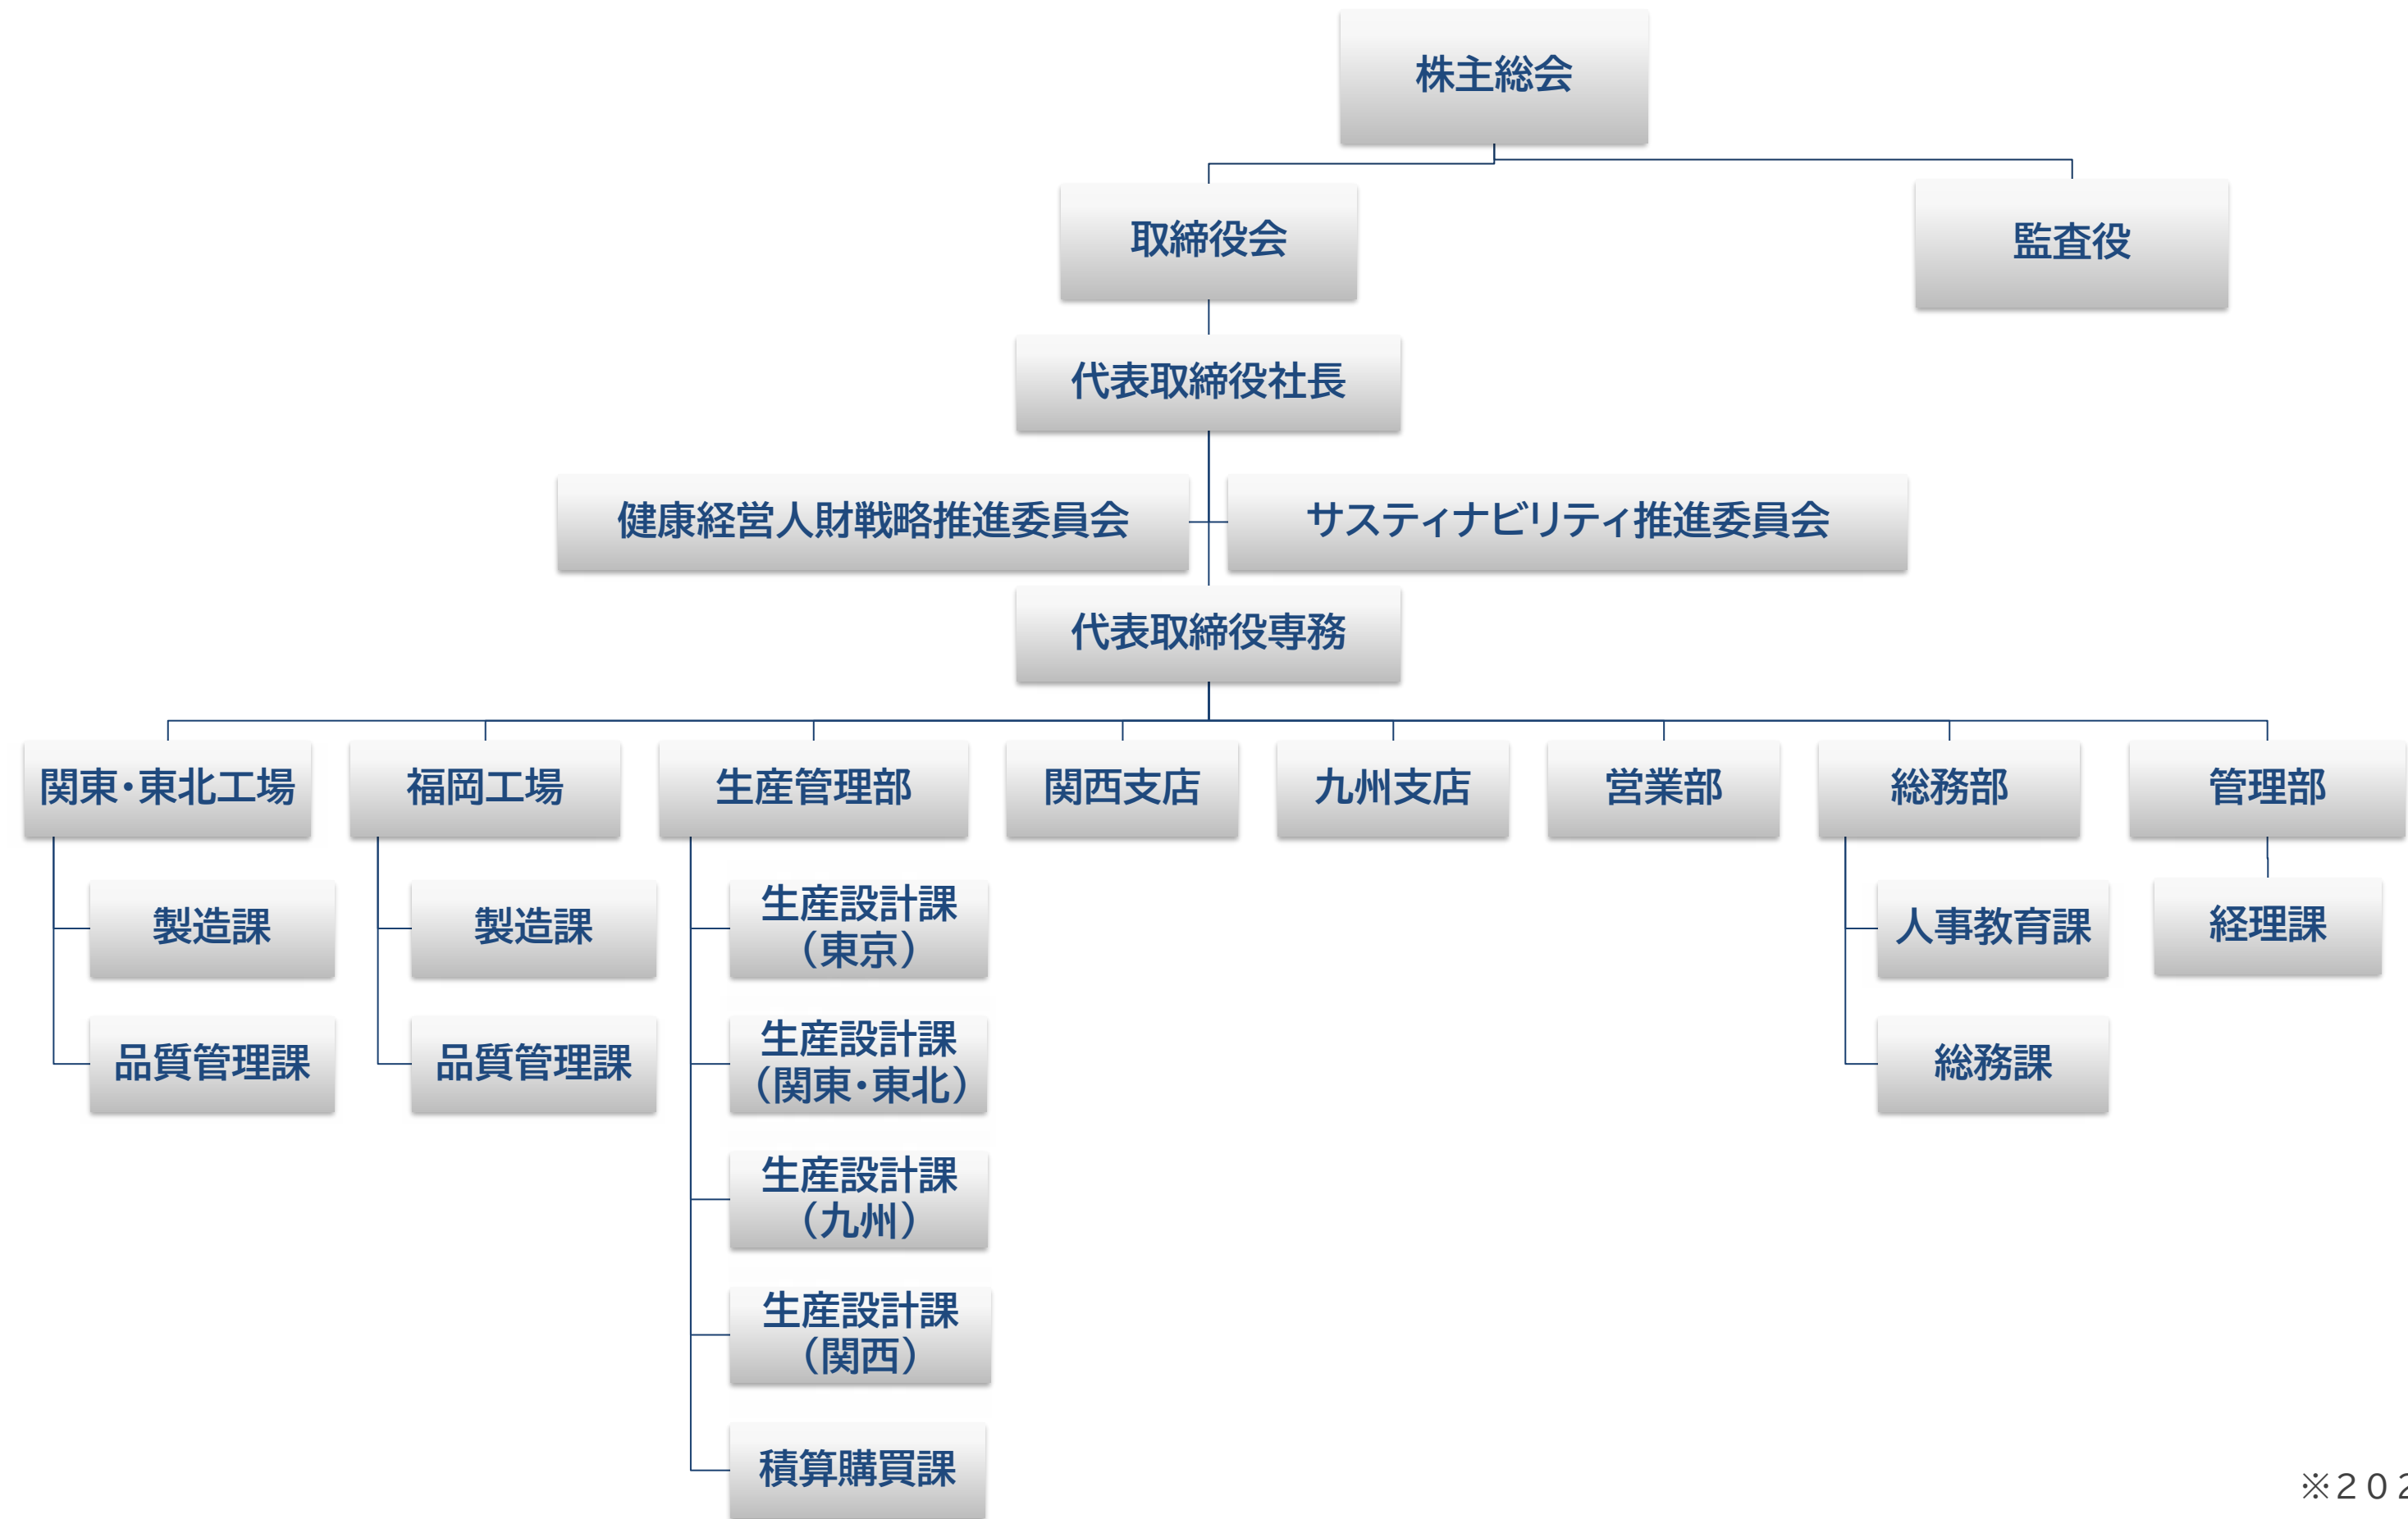 株主総会
取締役会
監査役
代表取締役社長
健康経営人財戦略推進委員会
サスティナビリティ推進委員会
代表取締役専務
関東・東北工場
福岡工場
生産管理部
関西支店
九州支店
営業部
総務部
管理部
製造課
製造課
生産設計課
（東京）
人事教育課
経理課
品質管理課
品質管理課
生産設計課
（関東・東北）
総務課
生産設計課
（九州）
生産設計課
（関西）
積算購買課
※２０２